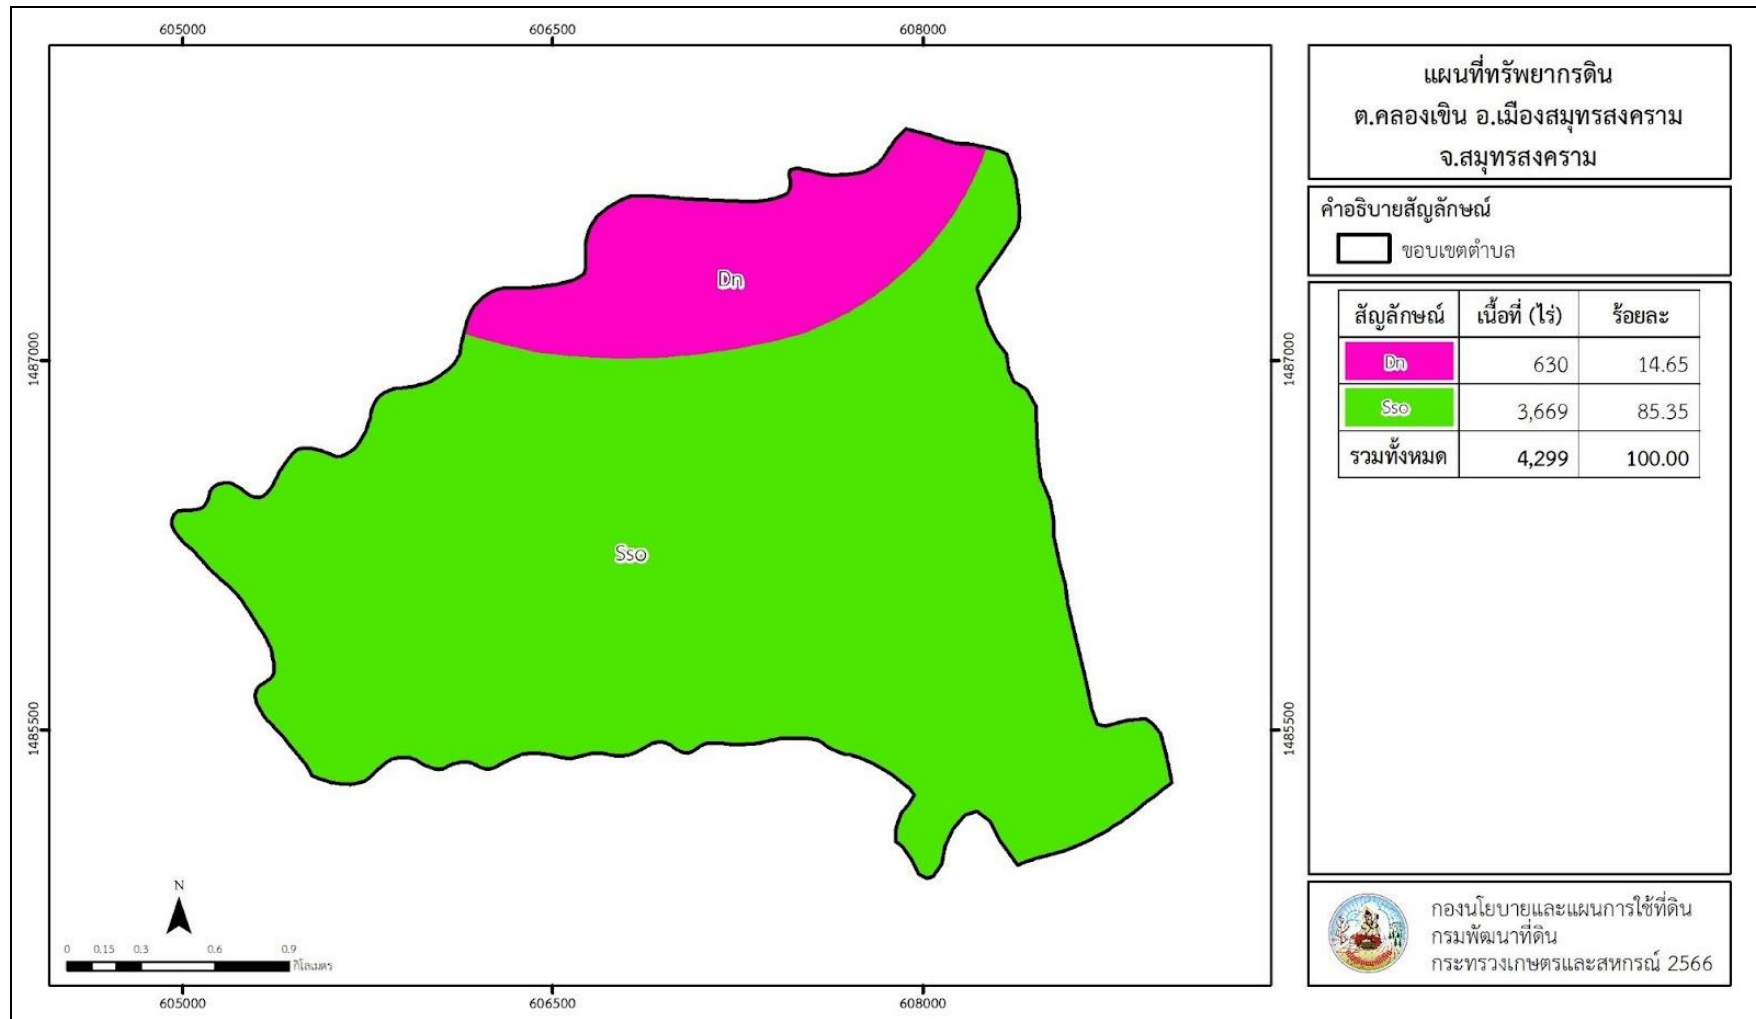 605000 606500 608000
แผนที่ทรัพยากรดิน
ต.คลองเขิน อ.เมืองสมุทรสงคราม
จ.สมุทรสงคราม
คำอธิบายสัญลักษณ์
ขอบเขตตำบล
สัญลักษณ์ เนื้อที่ (ไร่) ร้อยละ
Dn 630 14.65
Sso 3,669 85.35
รวมทั้งหมด 4,299 100.00
Dn
1487000 1487000
Sso
1485500 1485500
N
0 0.15 0.3 0.6 0.9
กิโลเมตร
605000 606500 608000
กองนโยบายและแผนการใช้ที่ดิน
กรมพัฒนาที่ดิน
กระทรวงเกษตรและสหกรณ์ 2566